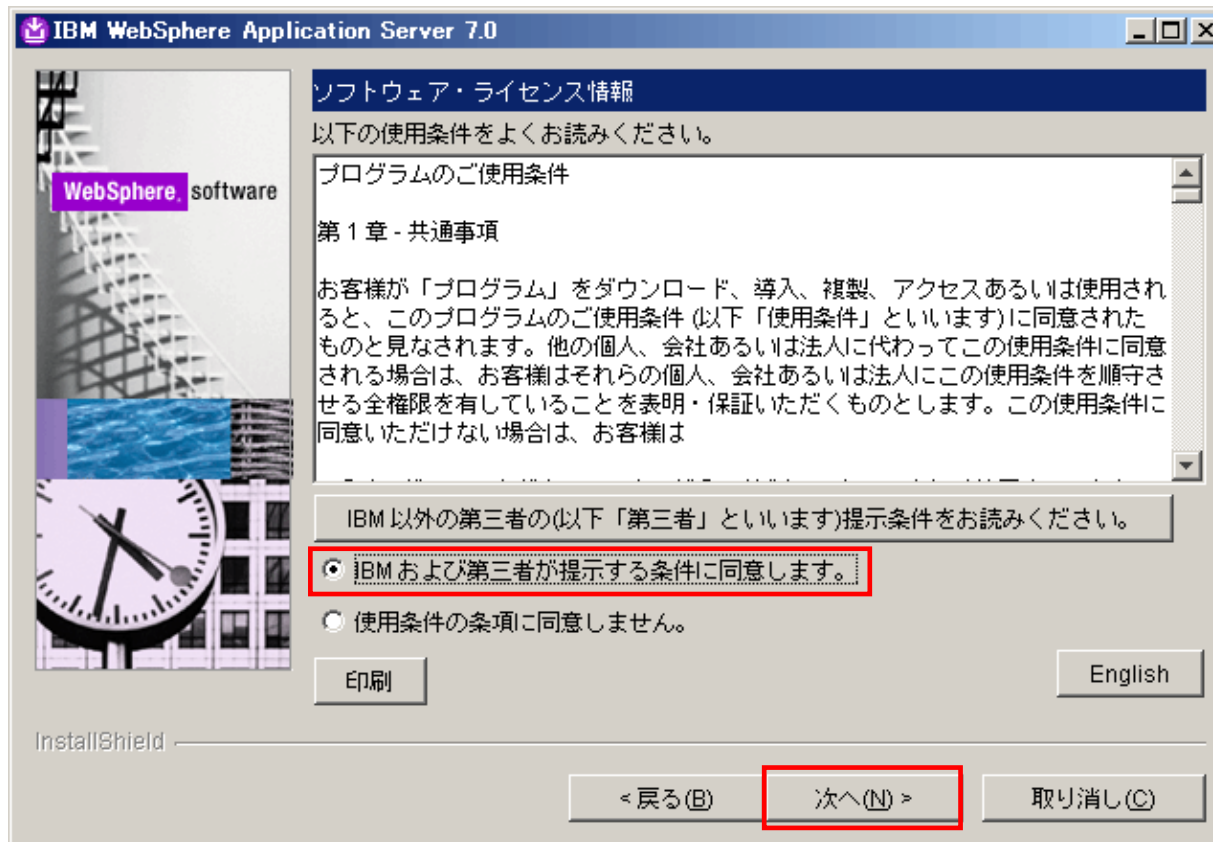 IBM WebSphere Application Server 7.0
WebSphere. software
ソフトウェア・ライセンス情報
以下の使用条件をよくお読みください。
プログラムのご使用条件
第 1 章 - 共通事項
お客様が「プログラム」をダウンロード、導入、複製、アクセスあるいは使用され
ると、このプログラムのご使用条件 (以下「使用条件」といいます) に同意された
ものと見なされます。他の個人、会社あるいは法人に代わってこの使用条件に同意
される場合は、お客様はそれらの個人、会社あるいは法人にこの使用条件を順守さ
せる全権限を有していることを表明・保証いただくものとします。この使用条件に
同意いただけない場合は、お客様は
IBM 以外の第三者の(以下「第三者」といいます)提示条件をお読みください。
IBM および第三者が提示する条件に同意します。
使用条件の条項に同意しません。
印刷
English
InstallShield
< 戻る(B)
次へ(N) >
取り消し(C)